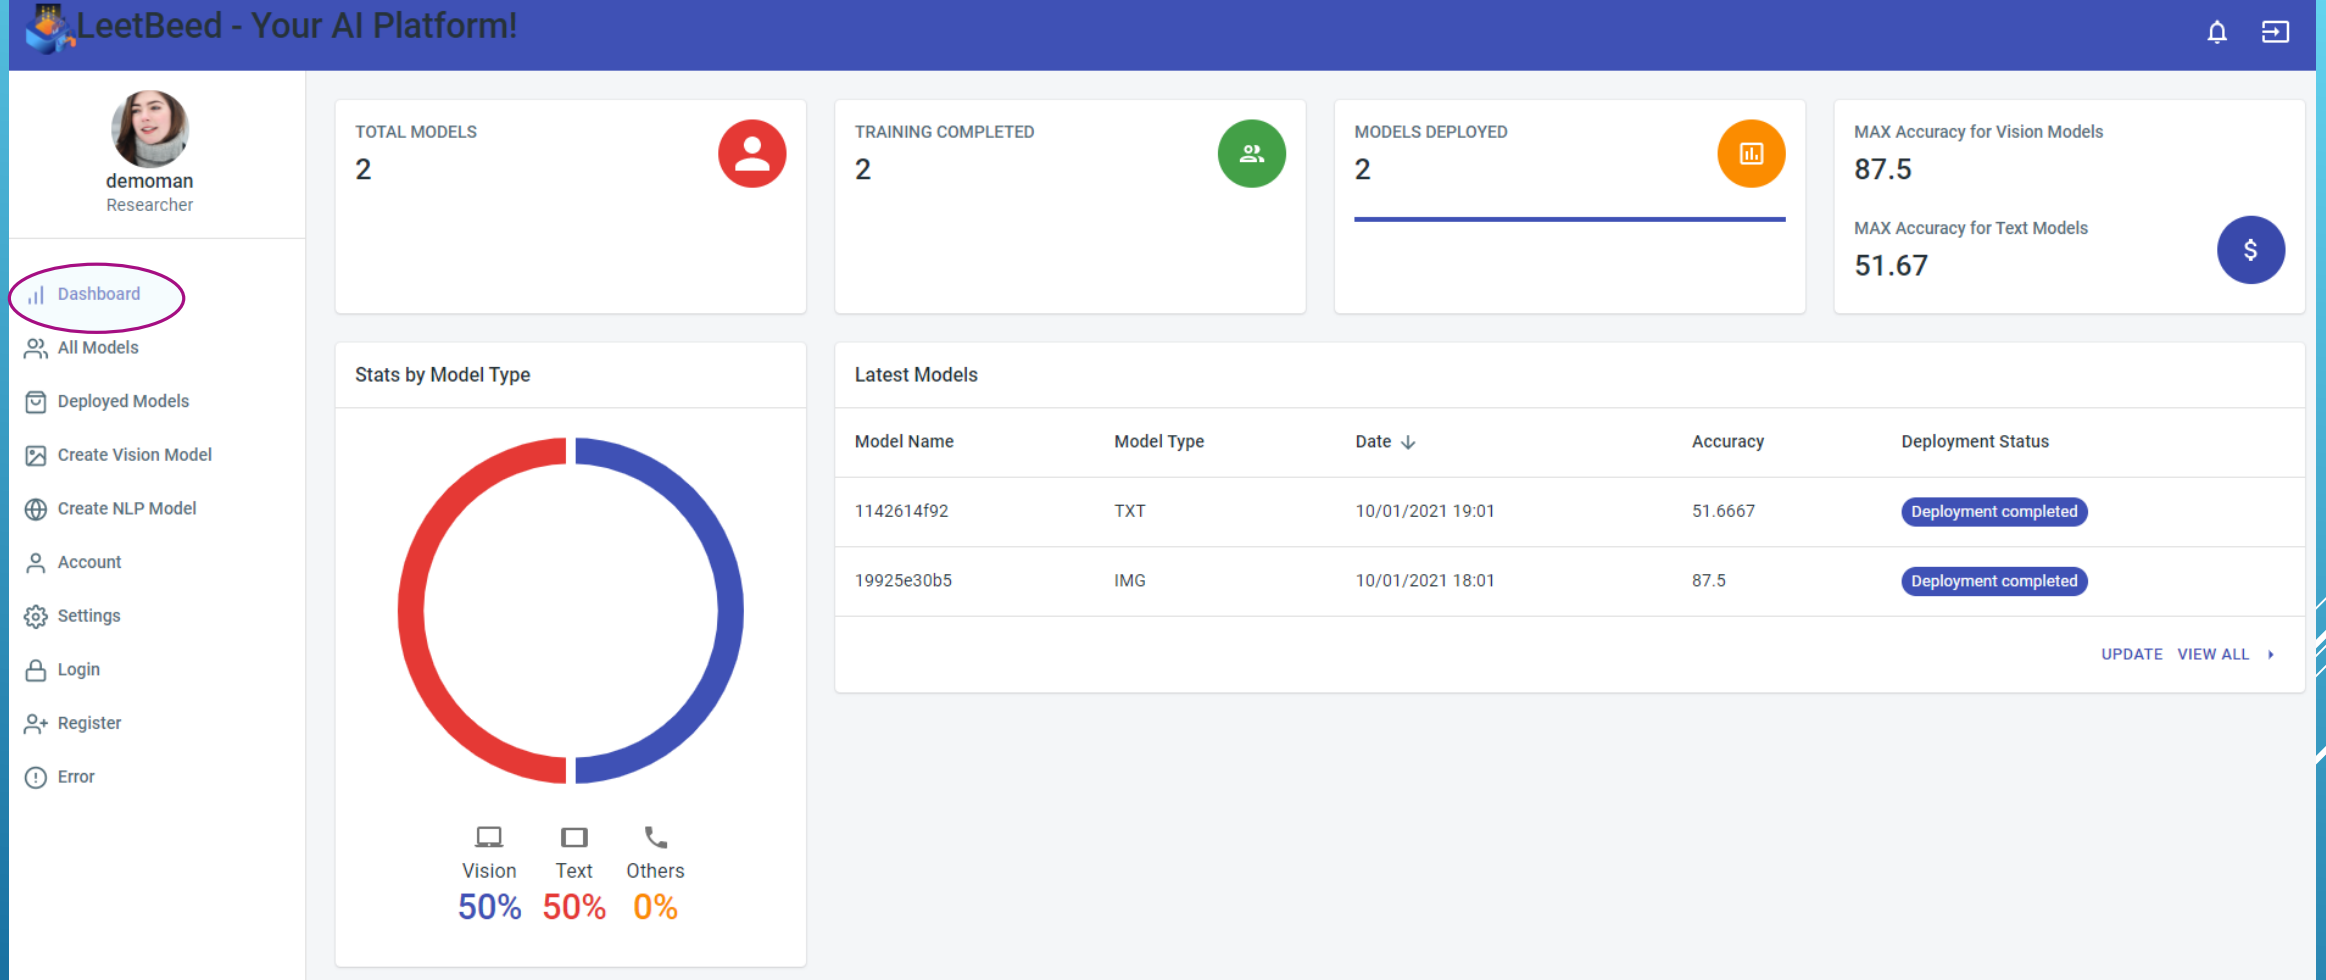 LeetBeed - Your AI Platform!
demoman
Researcher
Dashboard
All Models
Deployed Models
Create Vision Model
Create NLP Model
Account
Settings
Login
Register
Error
TOTAL MODELS
2
TRAINING COMPLETED
2
MODELS DEPLOYED
2
MAX Accuracy for Vision Models
87.5
MAX Accuracy for Text Models
51.67
$
Stats by Model Type
Vision Text Others
50% 50% 0%
Latest Models
Model Name Model Type Date Accuracy Deployment Status
1142614f92 TXT 10/01/2021 19:01 51.6667 Deployment completed
19925e30b5 IMG 10/01/2021 18:01 87.5 Deployment completed
UPDATE VIEW ALL